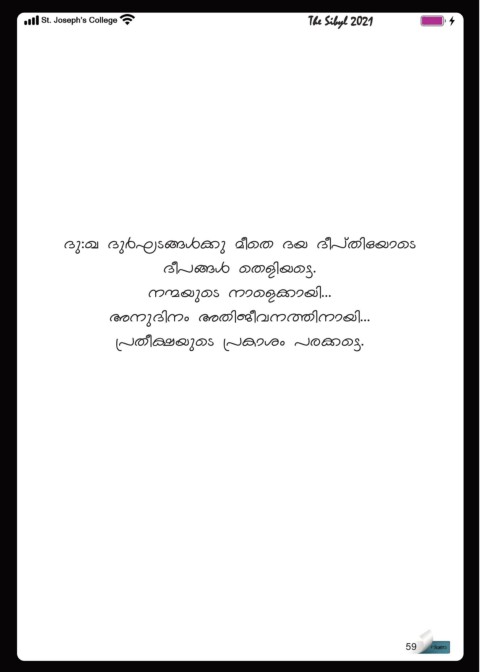 St. Joseph's College
The Sibyl 2021
ദു:ഖ ദുർഘടങ്ങൾക്കു മീതെ ദയ ദീപ്തിയോടെ
ദീപങ്ങൾ തെളിയട്ടെ.
നന്മയുടെ നാളെക്കായി...
അനുദിനം അതിജീവനത്തിനായി...
പ്രതീക്ഷയുടെ പ്രകാശം പരക്കട്ടെ.
59